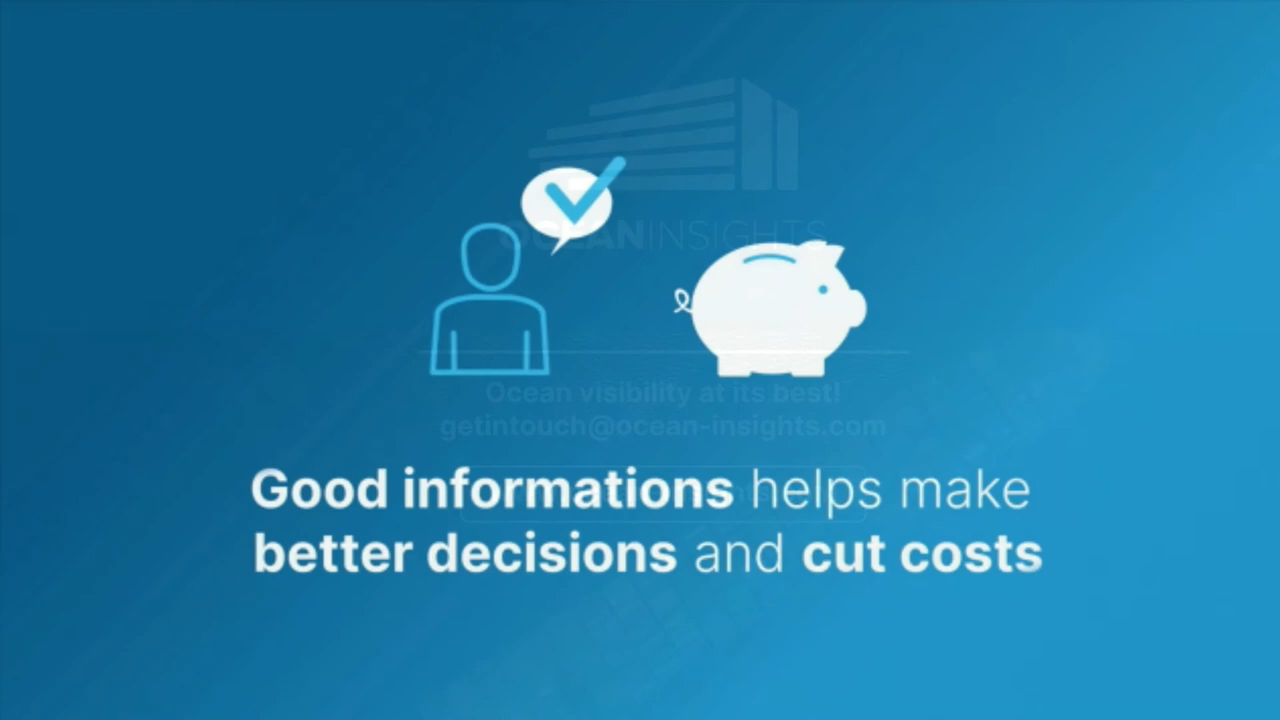 OCEANINSIGHTS
Ocean visibility at its best!
getintouch@ocean-insights.com
Good informations helps make
better decisions and cut costs